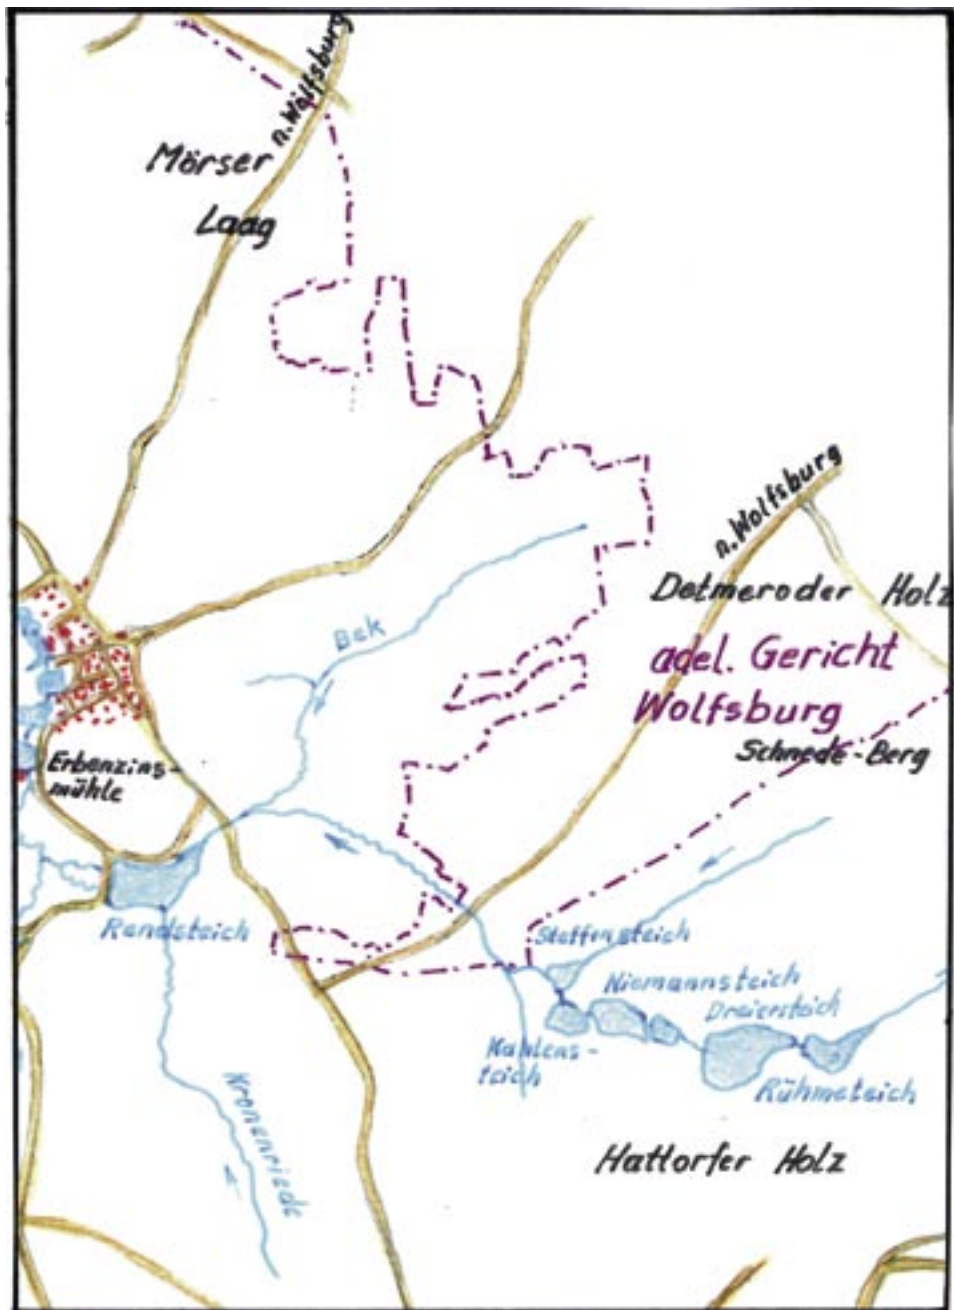 n. Wolfsburg
Mörser
Laag
n. Wolfsburg
Detmeroder Holz
Bek
adel. Gericht
Wolfsburg
Schnede-Berg
Erbenzins-
mühle
Randsteich
Steffensteich
Niemannsteich
Dreiersteich
Kahlens-
teich
Rühmeteich
Kronenriede
Hattorfer Holz